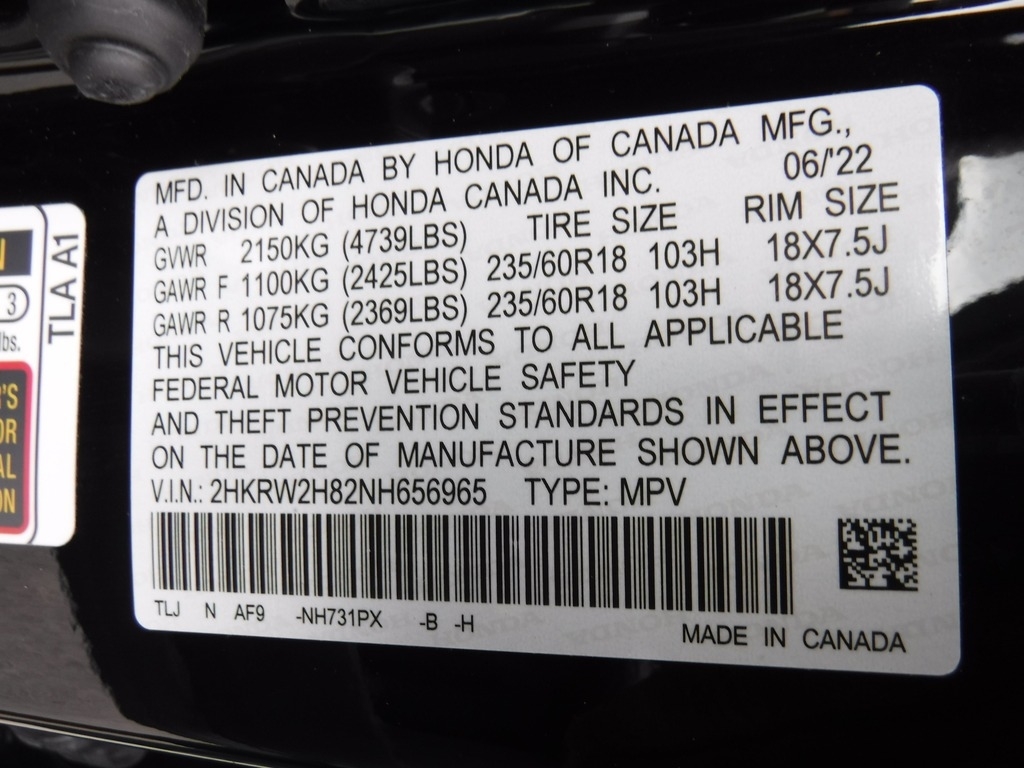 MFD. IN CANADA BY HONDA OF CANADA MFG.,
A DIVISION OF HONDA CANADA INC. 06/'22
GVWR 2150KG (4739LBS) TIRE SIZE RIM SIZE
GAWR F 1100KG (2425LBS) 235/60R18 103H 18X7.5J
GAWR R 1075KG (2369LBS) 235/60R18 103H 18X7.5J
THIS VEHICLE CONFORMS TO ALL APPLICABLE
FEDERAL MOTOR VEHICLE SAFETY
AND THEFT PREVENTION STANDARDS IN EFFECT
ON THE DATE OF MANUFACTURE SHOWN ABOVE.
V.I.N.: 2HKRW2H82NH656965 TYPE: MPV
TLJ N AF9 -NH731PX -B -H
MADE IN CANADA
TLA A1
3
lbs.